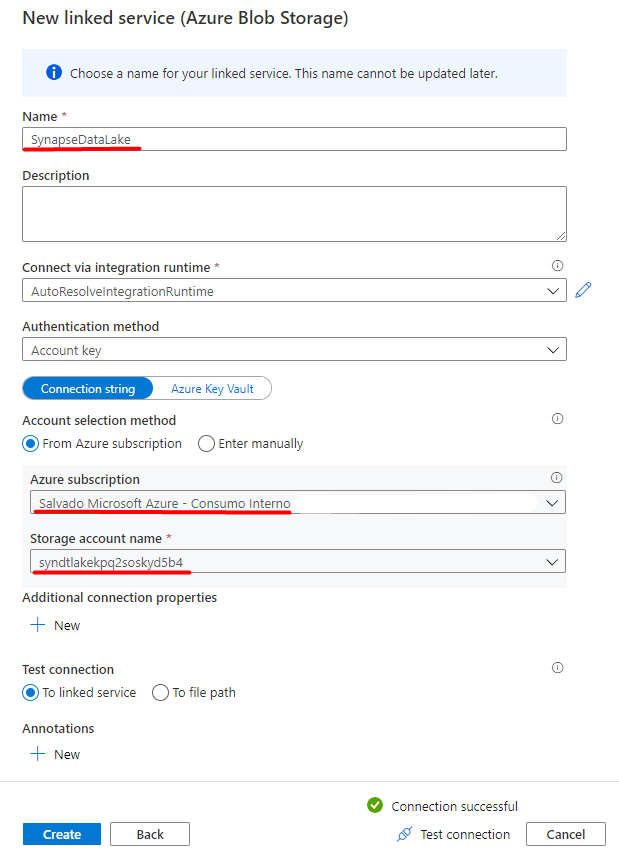 New linked service (Azure Blob Storage)
Choose a name for your linked service. This name cannot be updated later.
Name *
SynapseDataLake
Description
Connect via integration runtime *
AutoResolveIntegrationRuntime
Authentication method
Account key
Connection string Azure Key Vault
Account selection method
From Azure subscription Enter manually
Azure subscription
Salvado Microsoft Azure - Consumo Interno
Storage account name *
syndtlakekpq2soskyd5b4
Additional connection properties
New
Test connection
To linked service To file path
Annotations
New
Connection successful
Create Back Test connection Cancel